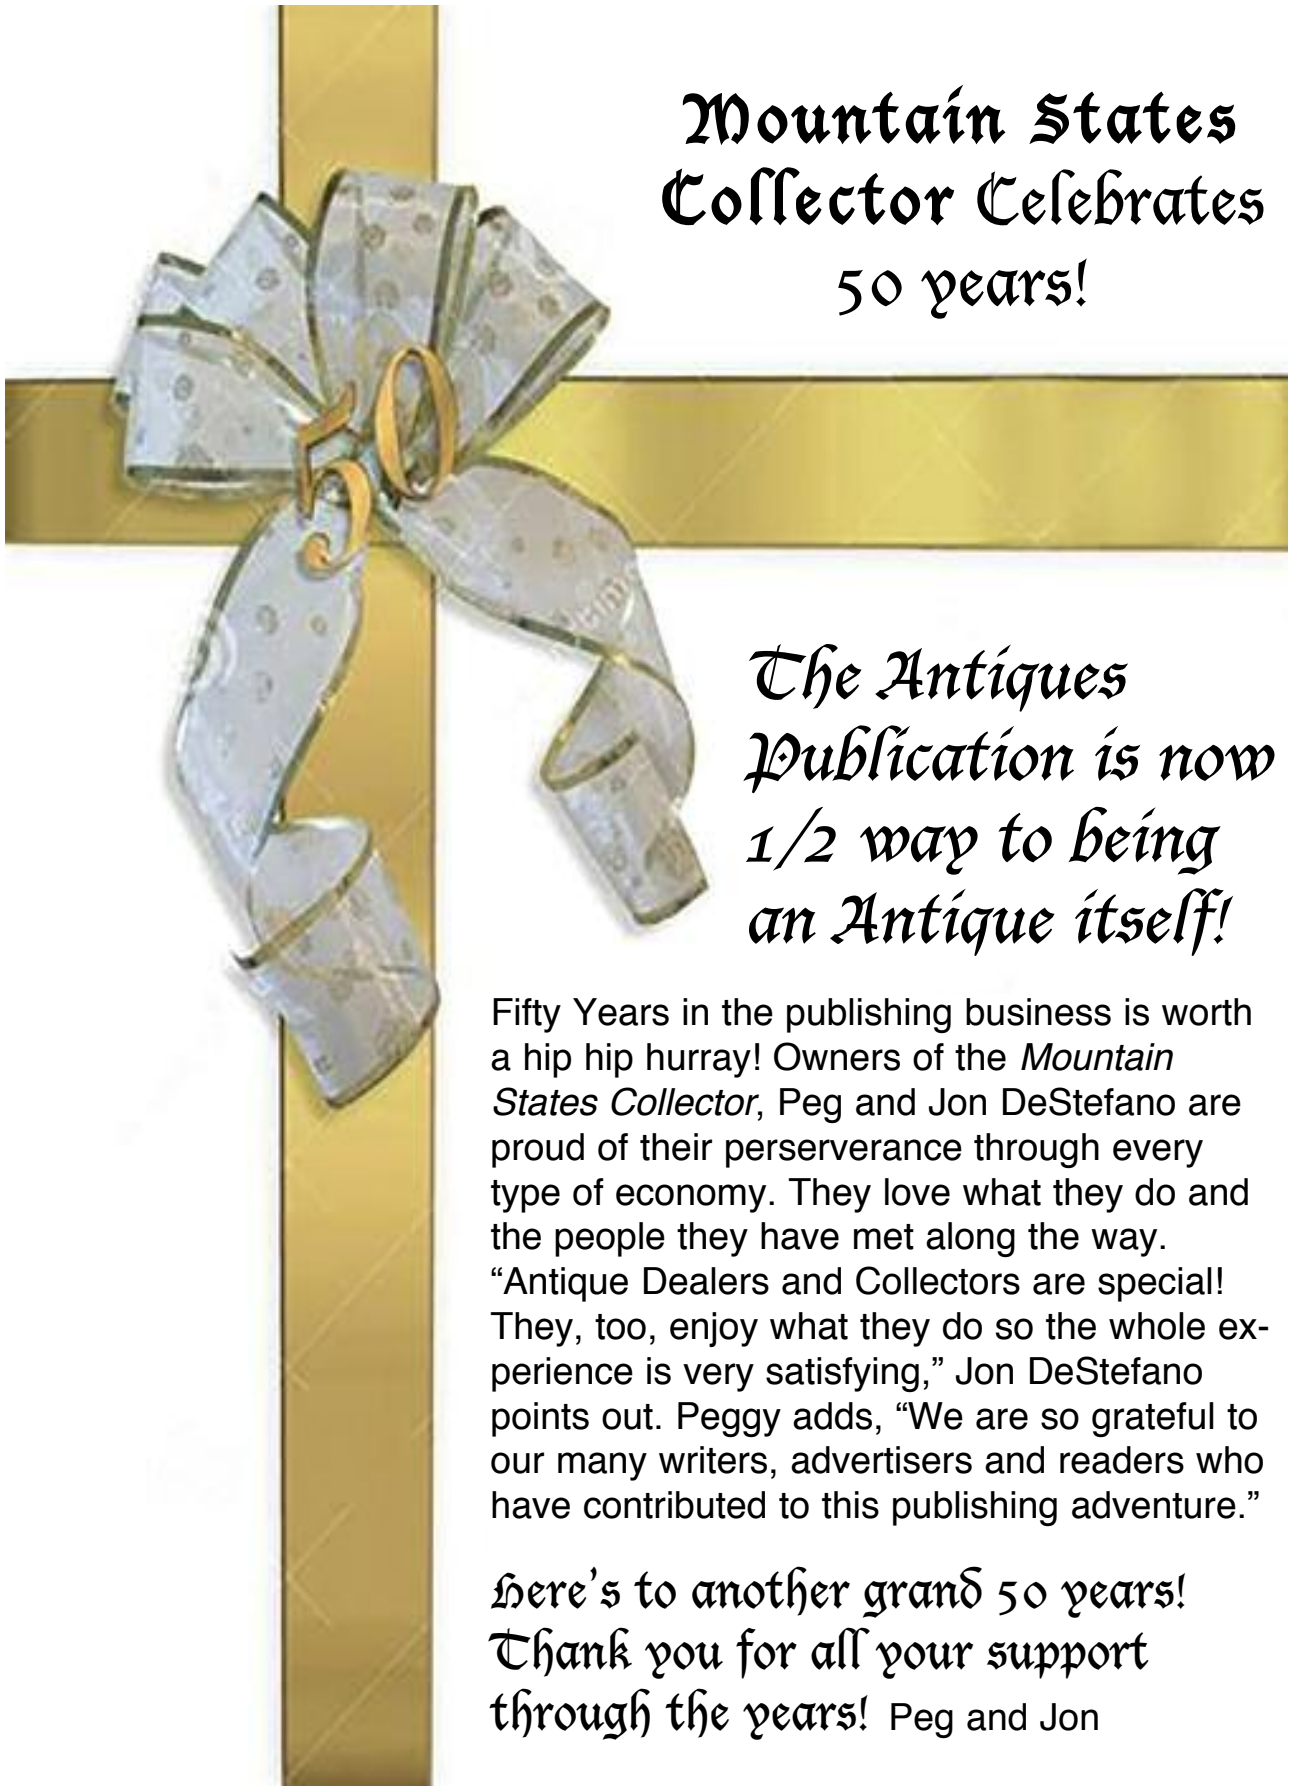 Mountain States
Collector Celebrates
50 years!
50
The Antiques
Publication is now
1/2 way to being
an Antique itself!
Fifty Years in the publishing business is worth
a hip hip hurray! Owners of the Mountain
States Collector, Peg and Jon DeStefano are
proud of their perserverance through every
type of economy. They love what they do and
the people they have met along the way.
“Antique Dealers and Collectors are special!
They, too, enjoy what they do so the whole ex-
perience is very satisfying,” Jon DeStefano
points out. Peggy adds, “We are so grateful to
our many writers, advertisers and readers who
have contributed to this publishing adventure.”
Here’s to another grand 50 years!
Thank you for all your support
through the years! Peg and Jon